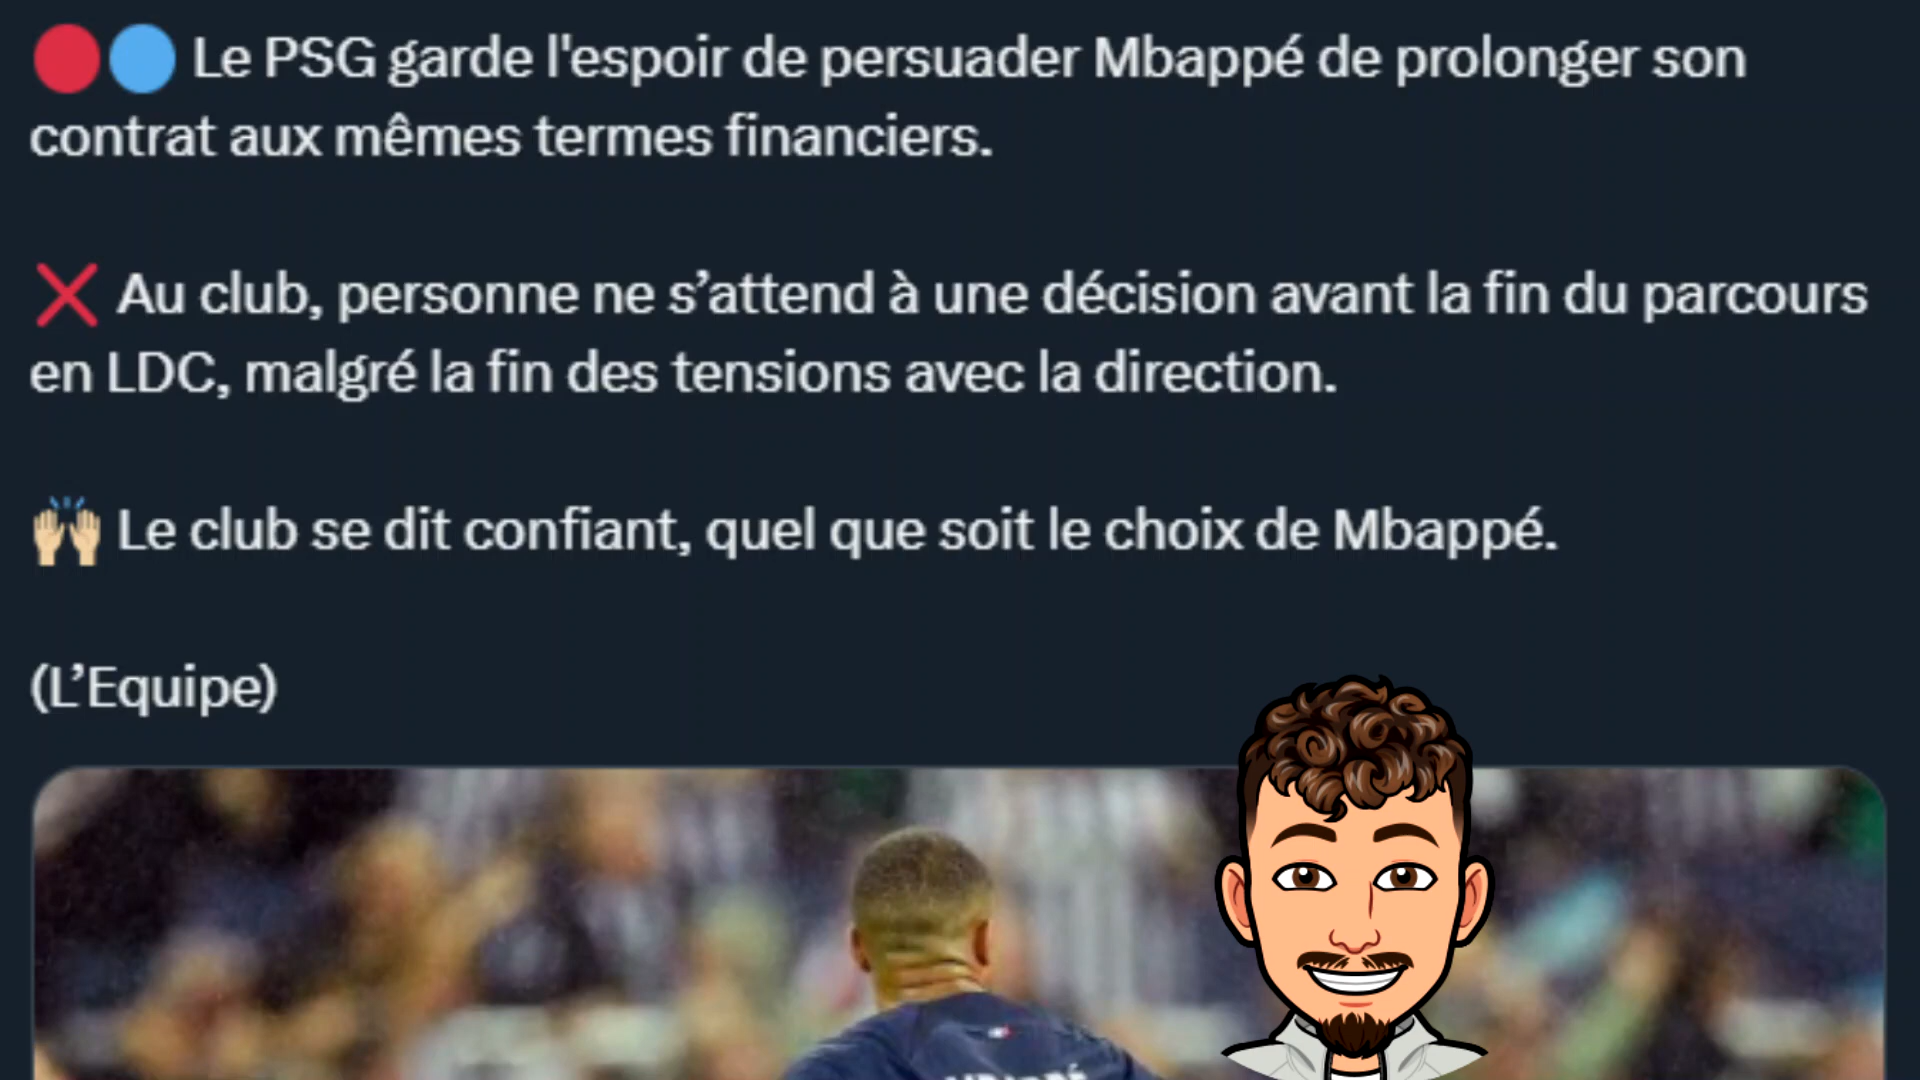 🔴🔵 Le PSG garde l'espoir de persuader Mbappé de prolonger son
contrat aux mêmes termes financiers.
❌ Au club, personne ne s’attend à une décision avant la fin du parcours
en LDC, malgré la fin des tensions avec la direction.
🙌🏼 Le club se dit confiant, quel que soit le choix de Mbappé.
(L’Equipe)